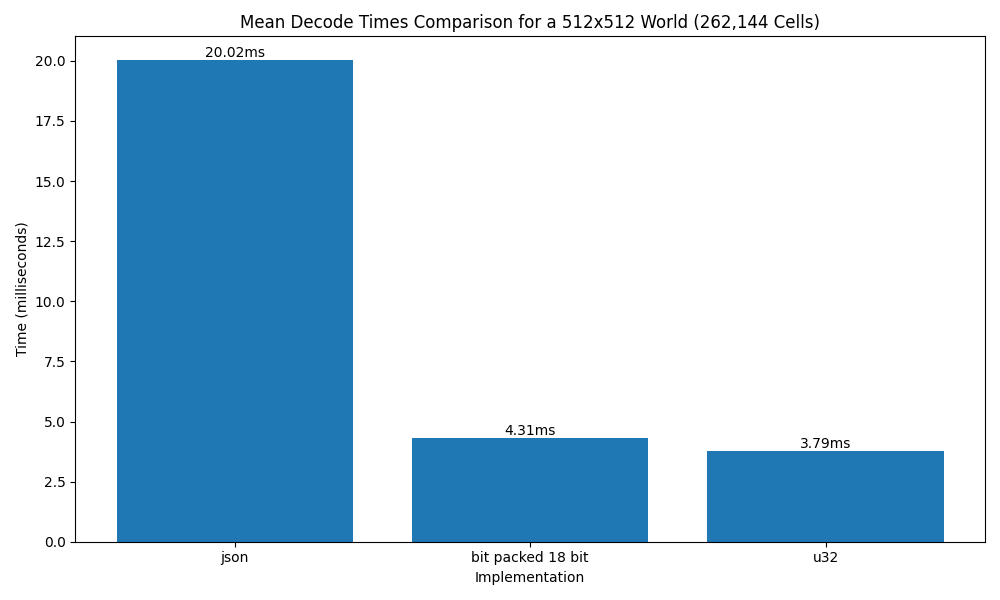 Mean Decode Times Comparison for a 512x512 World (262,144 Cells)
Time (milliseconds)
20.0
17.5
15.0
12.5
10.0
7.5
5.0
2.5
0.0
20.02ms
4.31ms
3.79ms
json
bit packed 18 bit
u32
Implementation